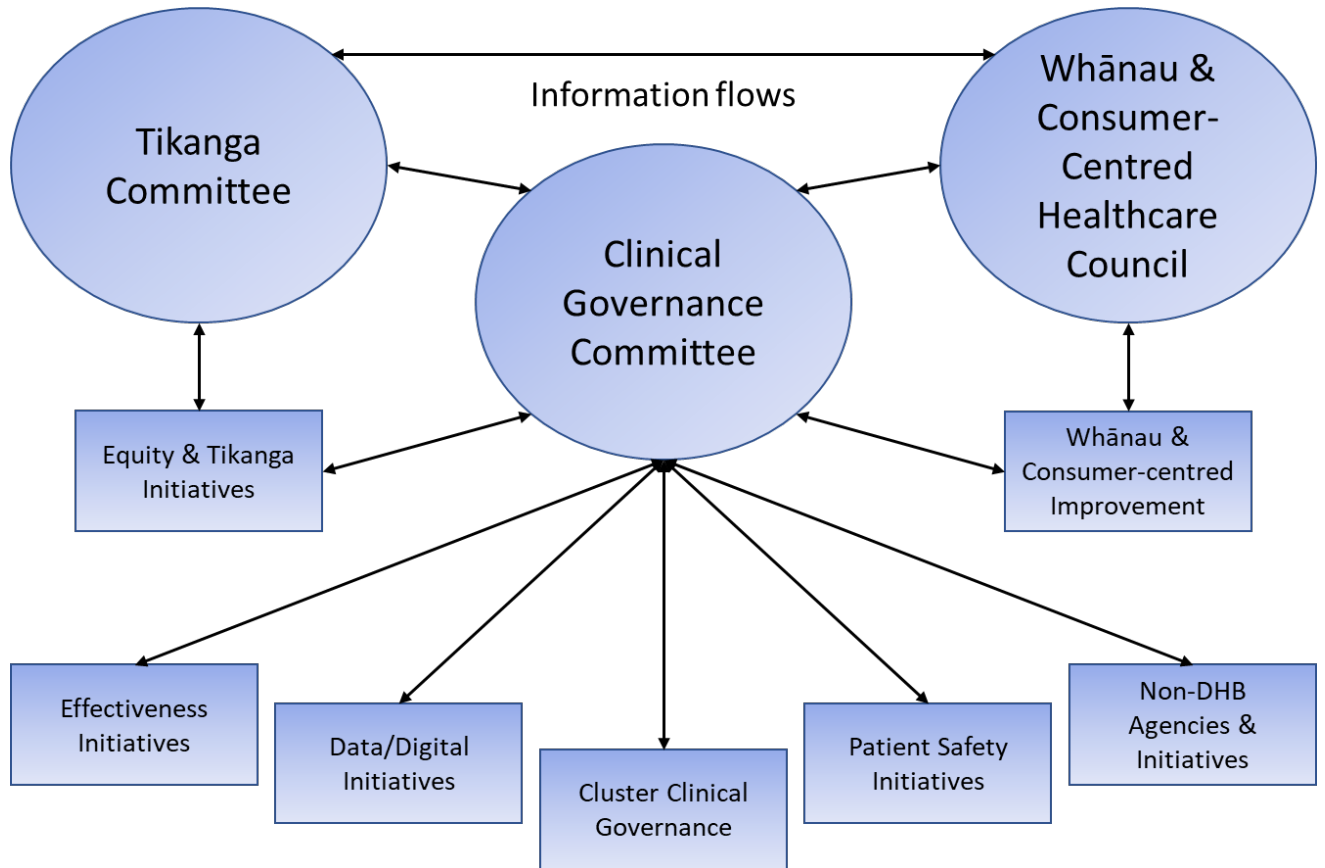 Information flows
Tikanga
Committee
Whānau &
Consumer-
Centred
Healthcare
Council
Clinical
Governance
Committee
Equity & Tikanga
Initiatives
Whānau &
Consumer-centred
Improvement
Effectiveness
Initiatives
Data/Digital
Initiatives
Cluster Clinical
Governance
Patient Safety
Initiatives
Non-DHB
Agencies &
Initiatives